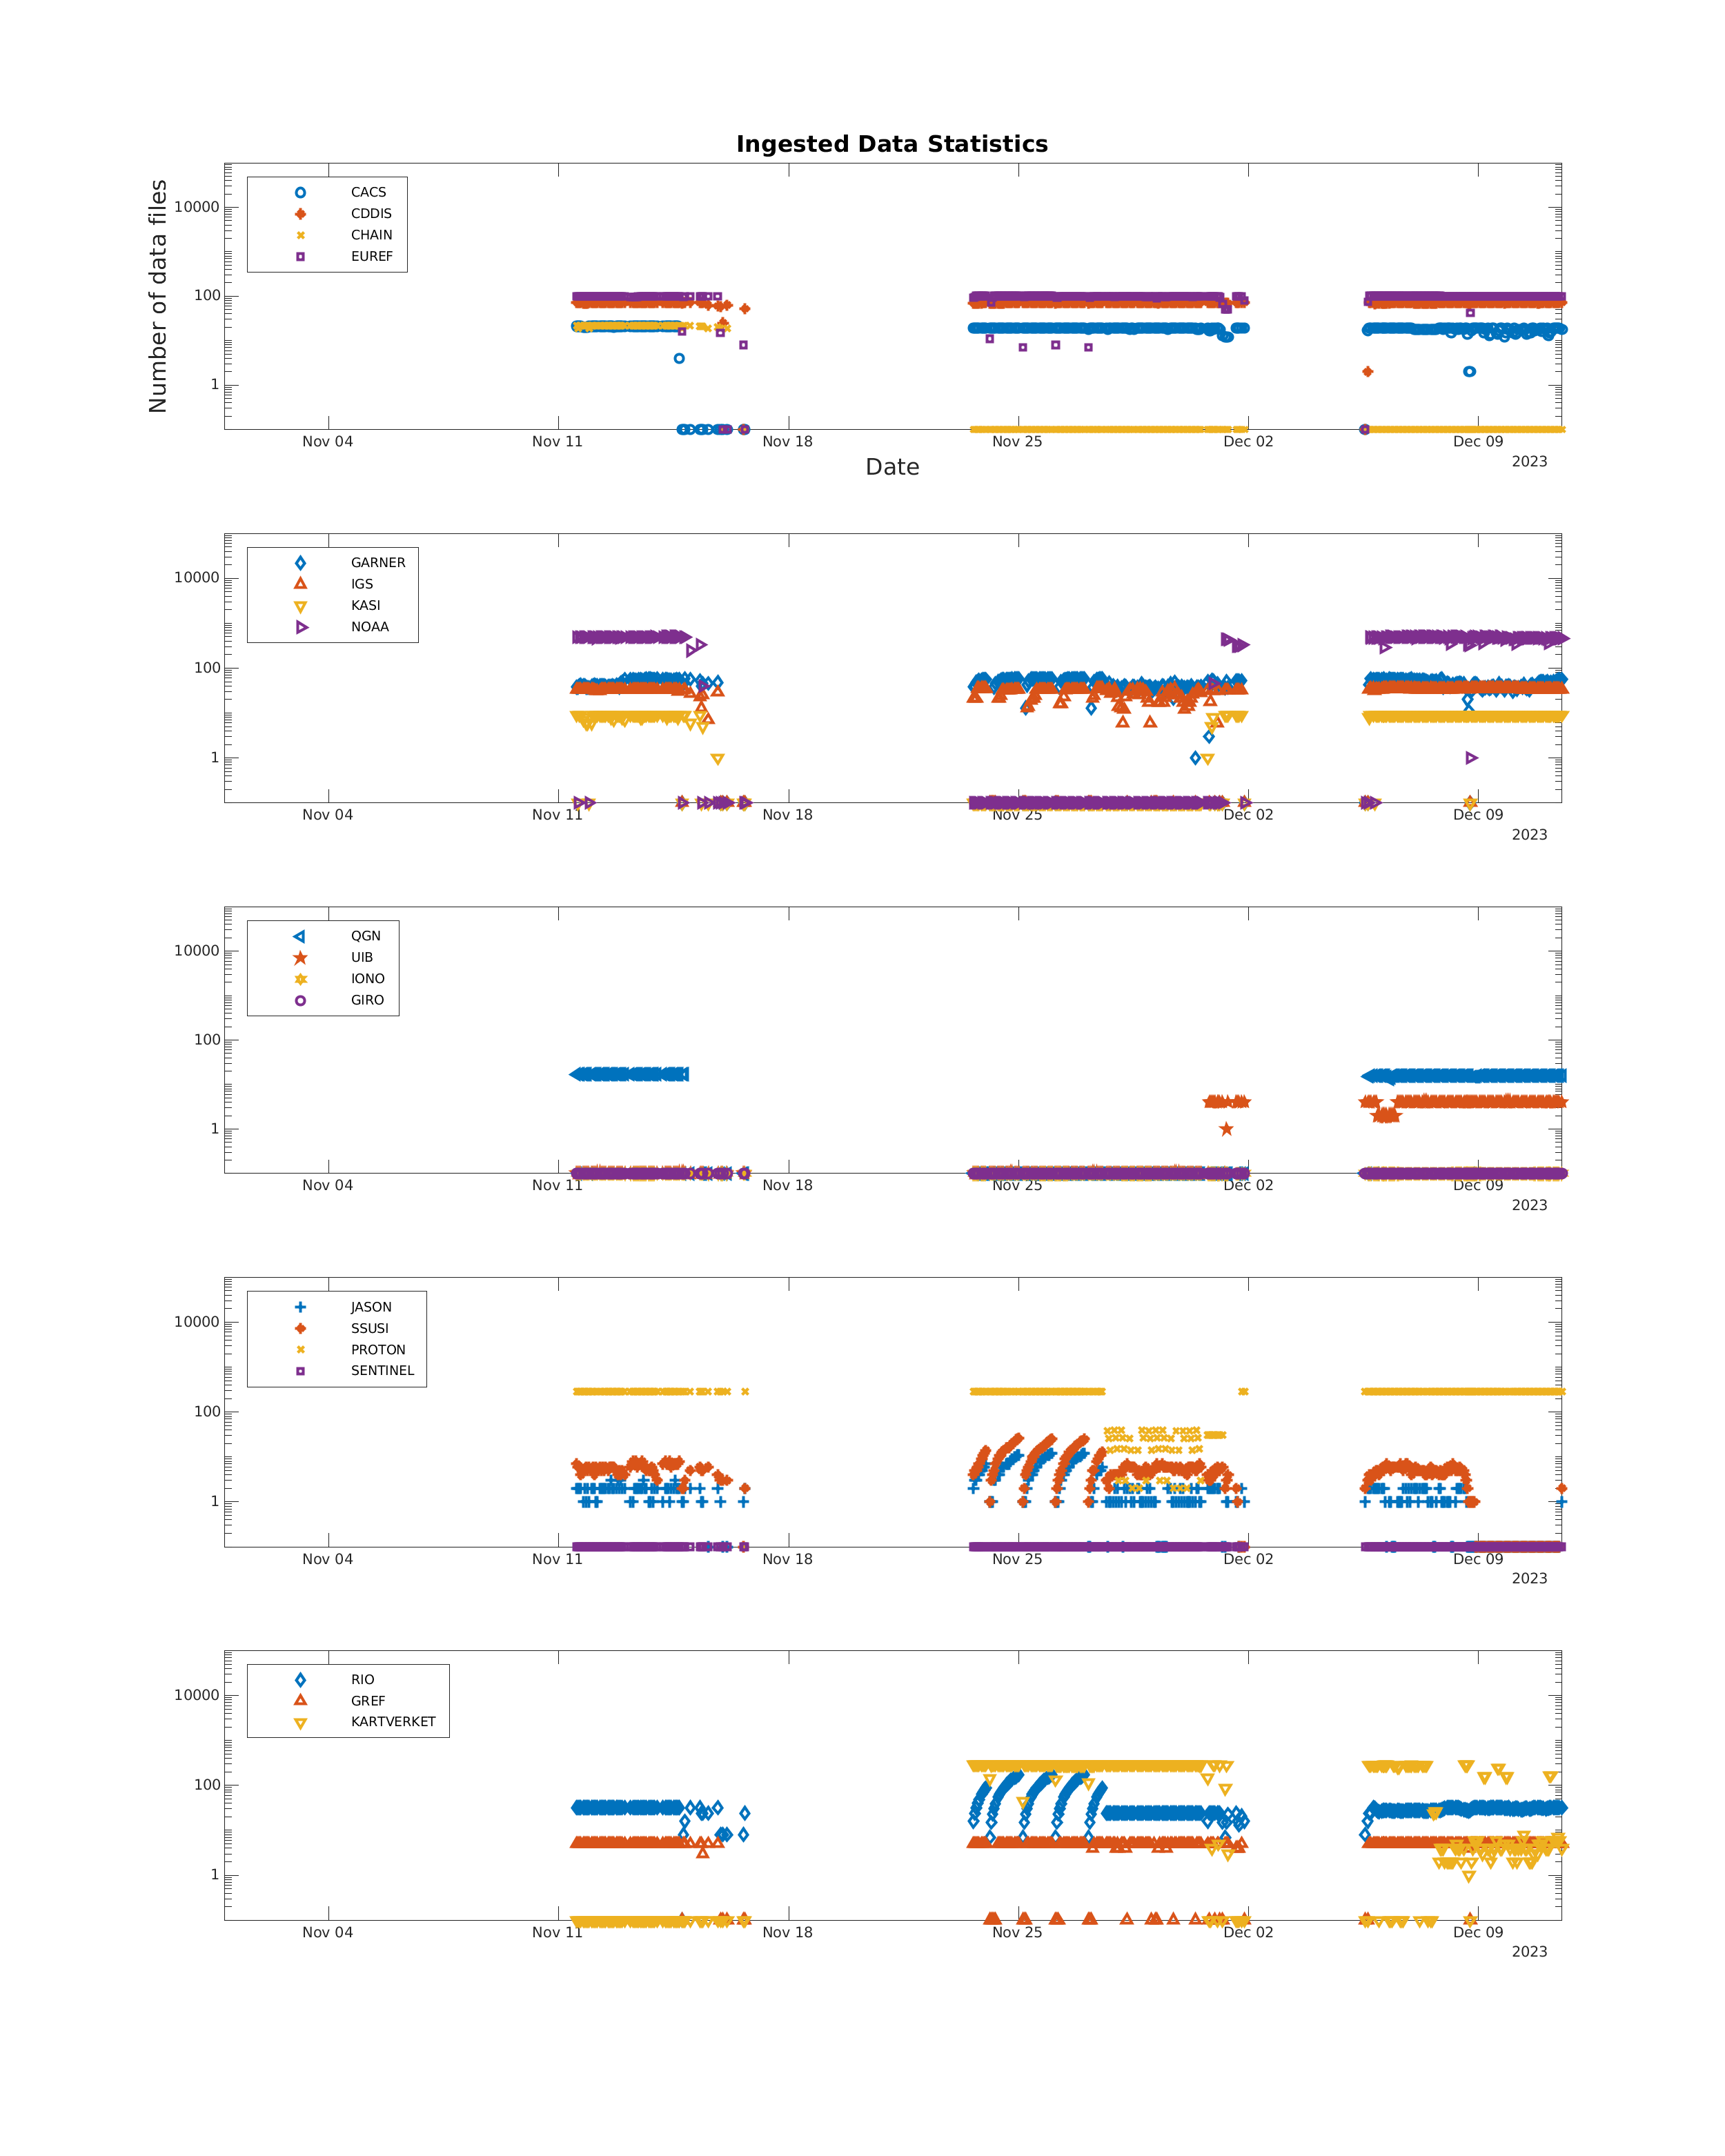 Ingested Data Statistics
Number of data files
CACS
CDDIS
CHAIN
EUREF
10000
100
1
Nov 04 Nov 11 Nov 18 Nov 25 Dec 02 Dec 09
2023
Date
GARNER
IGS
KASI
NOAA
10000
100
1
Nov 04 Nov 11 Nov 18 Nov 25 Dec 02 Dec 09
2023
QGN
UIB
IONO
GIRO
10000
100
1
Nov 04 Nov 11 Nov 18 Nov 25 Dec 02 Dec 09
2023
JASON
SSUSI
PROTON
SENTINEL
10000
100
1
Nov 04 Nov 11 Nov 18 Nov 25 Dec 02 Dec 09
2023
RIO
GREF
KARTVERKET
10000
100
1
Nov 04 Nov 11 Nov 18 Nov 25 Dec 02 Dec 09
2023